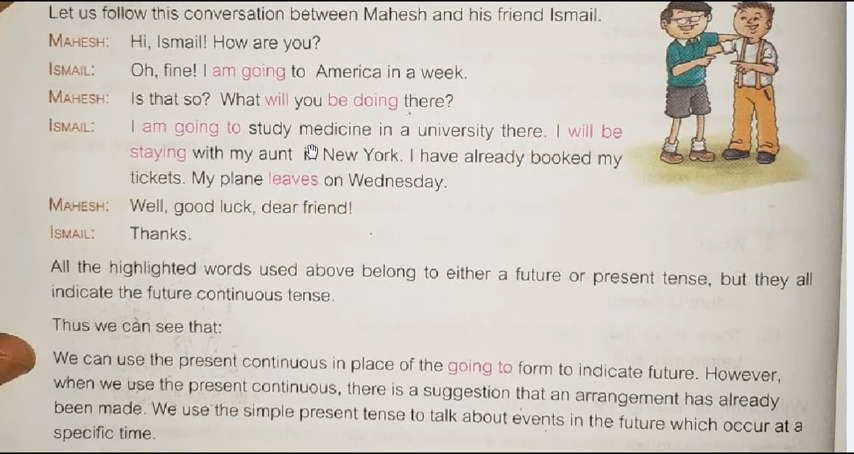 Let us follow this conversation between Mahesh and his friend Ismail.
MAHESH: Hi, Ismail! How are you?
ISMAIL: Oh, fine! I am going to America in a week.
MAHESH: Is that so? What will you be doing there?
ISMAIL: I am going to study medicine in a university there. I will be
staying with my aunt New York. I have already booked my
tickets. My plane leaves on Wednesday.
MAHESH: Well, good luck, dear friend!
ISMAIL: Thanks.
All the highlighted words used above belong to either a future or present tense, but they all
indicate the future continuous tense.
Thus we can see that:
We can use the present continuous in place of the going to form to indicate future. However,
when we use the present continuous, there is a suggestion that an arrangement has already
been made. We use the simple present tense to talk about events in the future which occur at a
specific time.